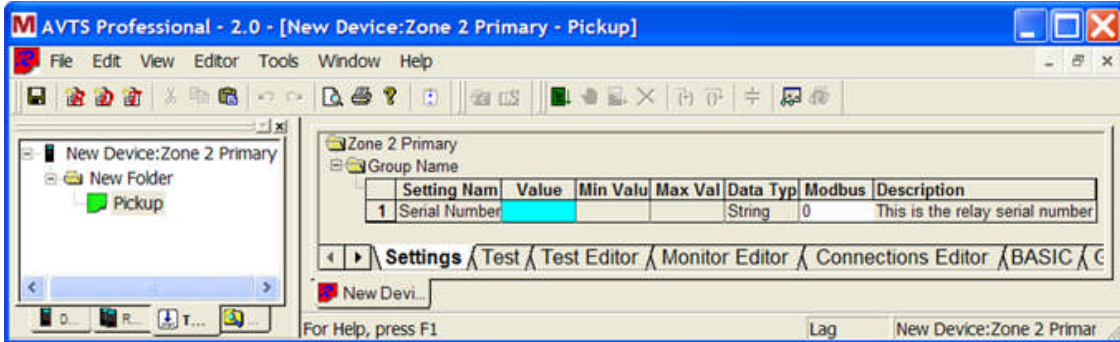 M AVTS Professional - 2.0 - [New Device:Zone 2 Primary - Pickup]
File Edit View Editor Tools Window Help
New Device:Zone 2 Primary
New Folder
Pickup
D... R... T... ...
Zone 2 Primary
Group Name
Setting Nam Value Min Valu Max Val Data Typ Modbus Description
1 Serial Number String 0 This is the relay serial number
Settings Test Test Editor Monitor Editor Connections Editor BASIC
New Devi...
For Help, press F1 Lag New Device:Zone 2 Primar